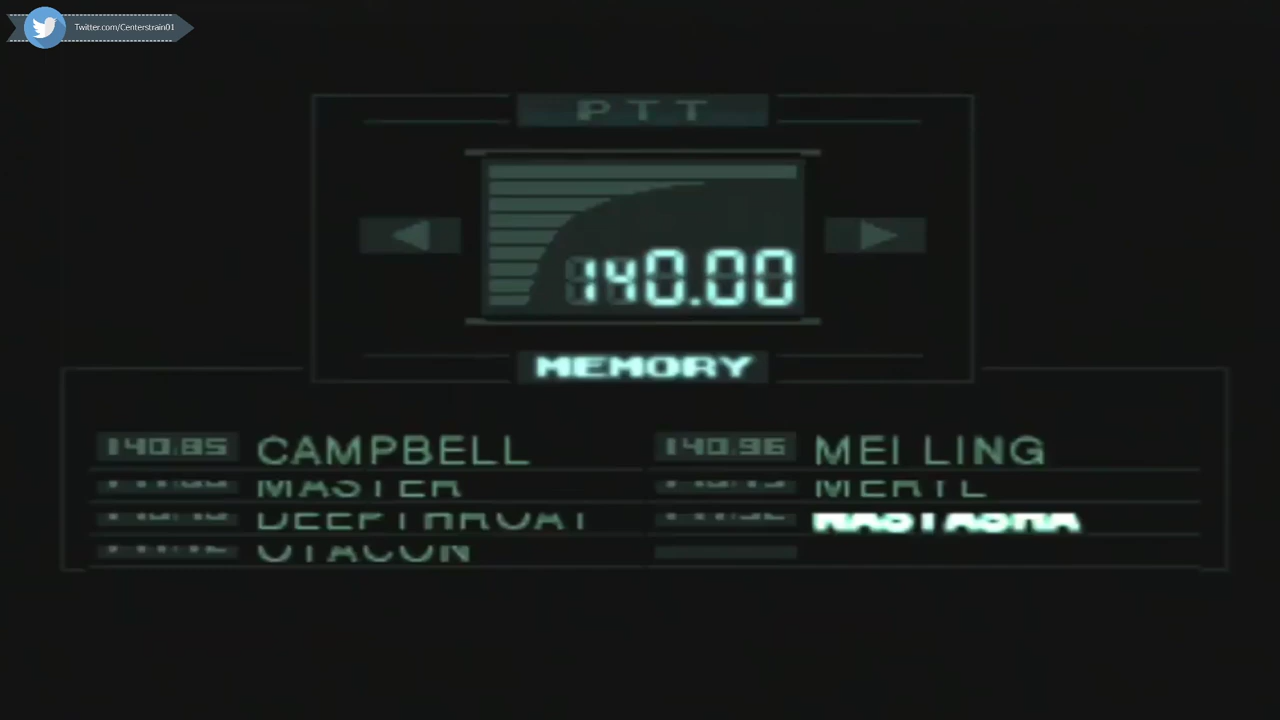 Twitter.com/Centerstrain01
PTT
140.00
MEMORY
140.85 CAMPBELL 140.96 MEI LING
MASTER MERYL
DEEPTHROAT NASTASHA
OTACON